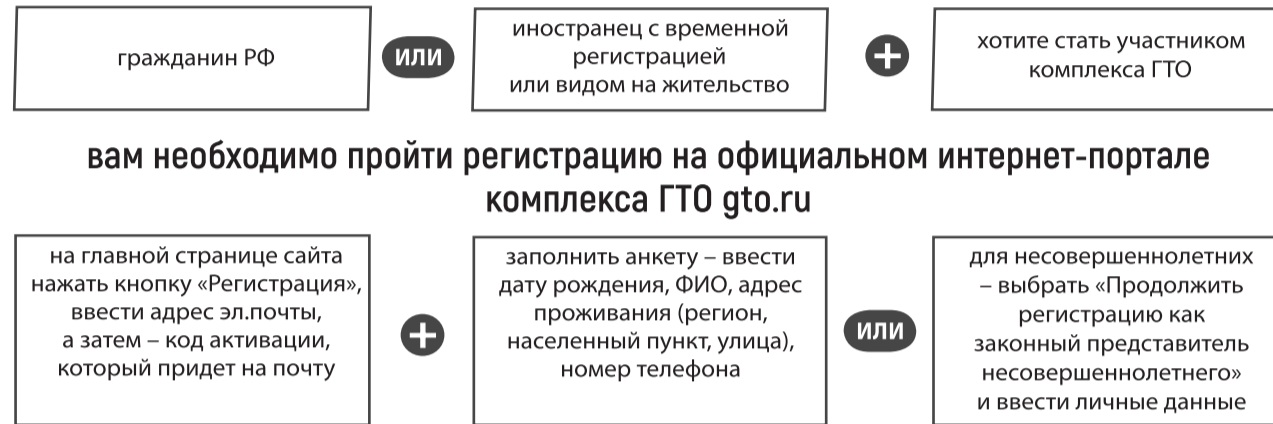 гражданин РФ
или
иностранец с временной
регистрацией
или видом на жительство
+
хотите стать участником
комплекса ГТО
вам необходимо пройти регистрацию на официальном интернет-портале
комплекса ГТО gto.ru
на главной странице сайта
нажать кнопку «Регистрация»,
ввести адрес эл.почты,
а затем – код активации,
который придет на почту
+
заполнить анкету – ввести
дату рождения, ФИО, адрес
проживания (регион,
населенный пункт, улица),
номер телефона
или
для несовершеннолетних
– выбрать «Продолжить
регистрацию как
законный представитель
несовершеннолетнего»
и ввести личные данные